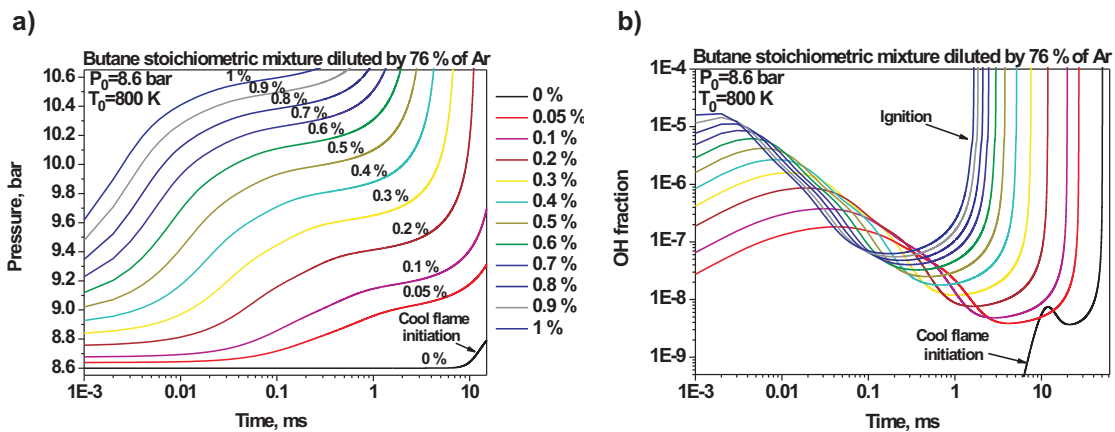 a)
Butane stoichiometric mixture diluted by 76 % of Ar
P0=8.6 bar
T0=800 K
10.6
10.4
10.2
10.0
9.8
9.6
9.4
9.2
9.0
8.8
8.6
Pressure, bar
1 %
0.9 %
0.8 %
0.7 %
0.6 %
0.5 %
0.4 %
0.3 %
0.2 %
0.1 %
0.05 %
Cool flame
initiation
0 %
1E-3
0.01
0.1
1
10
Time, ms
0 %
0.05 %
0.1 %
0.2 %
0.3 %
0.4 %
0.5 %
0.6 %
0.7 %
0.8 %
0.9 %
1 %
b)
Butane stoichiometric mixture diluted by 76 % of Ar
P0=8.6 bar
T0=800 K
1E-4
1E-5
1E-6
1E-7
1E-8
1E-9
OH fraction
Ignition
Cool flame
initiation
1E-3
0.01
0.1
1
10
Time, ms